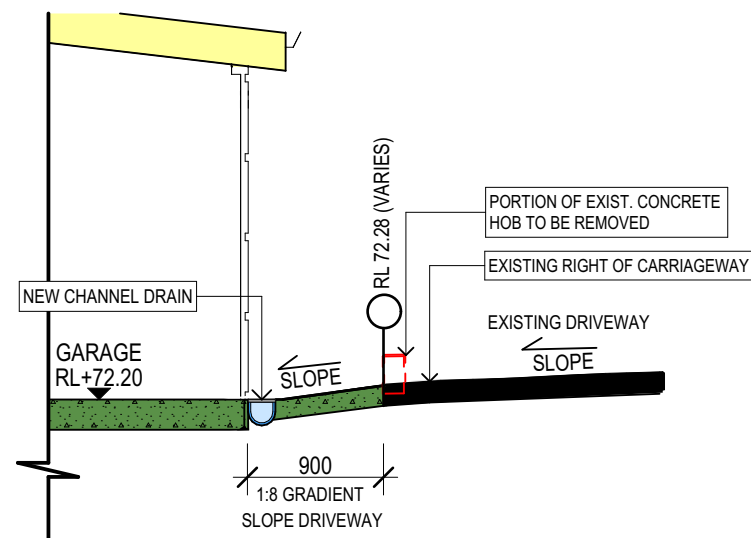 RL 72.28 (VARIES)
PORTION OF EXIST. CONCRETE
HOB TO BE REMOVED
EXISTING RIGHT OF CARRIAGEWAY
NEW CHANNEL DRAIN
EXISTING DRIVEWAY
SLOPE
GARAGE
RL+72.20
SLOPE
900
1:8 GRADIENT
SLOPE DRIVEWAY